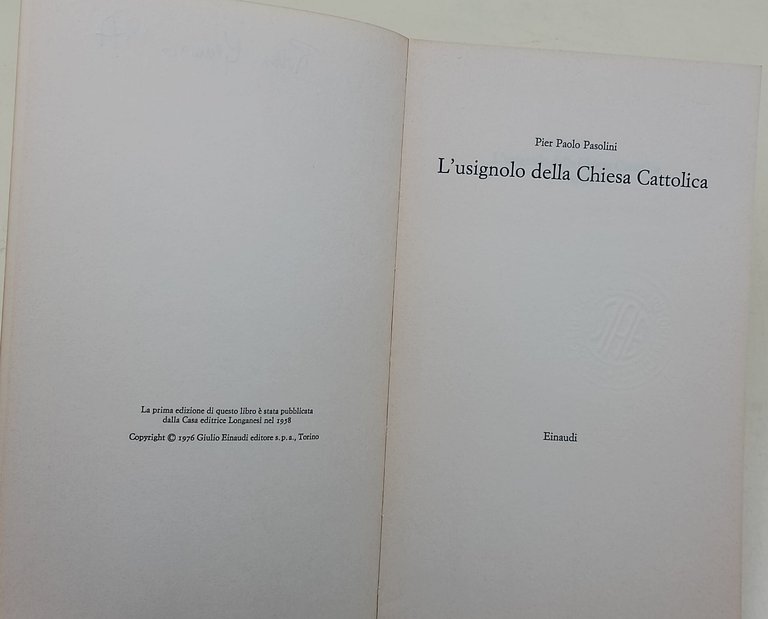 La prima edizione di questo libro è stata pubblicata
dalla Casa editrice Longanesi nel 1958
Copyright © 1976 Giulio Einaudi editore s. p. a., Torino
Pier Paolo Pasolini
L'usignolo della Chiesa Cattolica
Einaudi